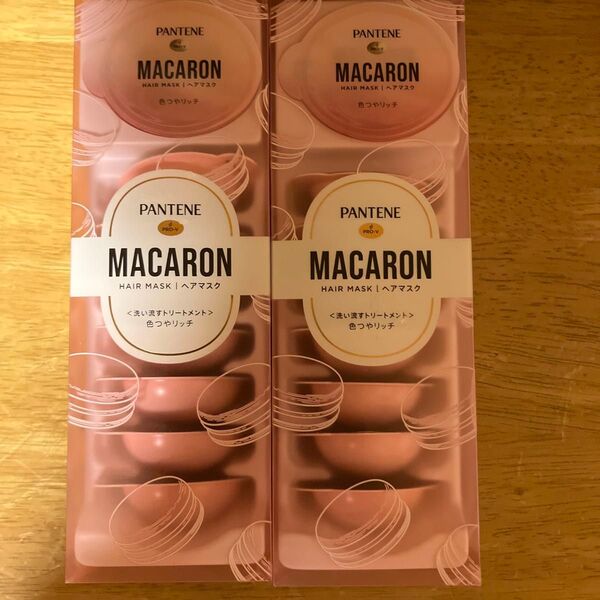 PANTENE
MACARON
HAIR MASK | ヘアマスク
色つやリッチ
PANTENE
PRO-V
MACARON
HAIR MASK | ヘアマスク
<洗い流すトリートメント>
色つやリッチ
PANTENE
MACARON
HAIR MASK | ヘアマスク
色つやリッチ
PANTENE
PRO-V
MACARON
HAIR MASK | ヘアマスク
<洗い流すトリートメント>
色つやリッチ